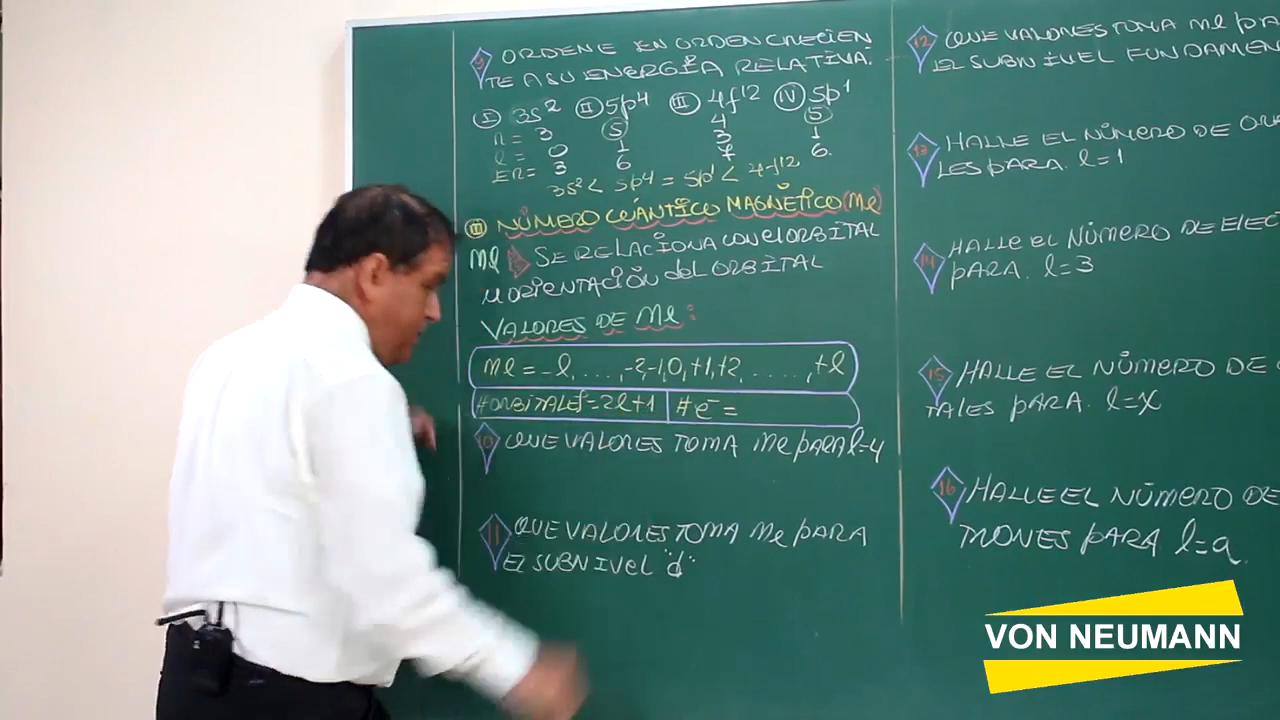 9 ORDENE EN ORDEN CRECIEN
TE A SU ENERGÍA RELATIVA.
I 3s² II 5p⁴ III 4f¹² IV 5p¹
n = 3 5 4 5
l = 0 1 3 1
ER= 3 6 7 6.
3s² < 5p⁴ = 5p¹ < 4f¹²
III NÚMERO CUÁNTICO MAGNÉTICO (Ml)
Ml SE RELACIONA CON el ORBITAL
u ORIENTACIÓN del ORBITAL
VALORES DE Ml:
Ml = -l, ...., -2,-1,0,+1,+2, ....., +l
#ORBITALES=2l+1 #e⁻=
10 QUE VALORES TOMA Ml PARA l=4
11 QUE VALORES TOMA Ml PARA
EL SUBNIVEL "d"
12 QUE VALORES TOMA Ml PA
EL SUBNIVEL FUNDAMEN
13 HALLE EL NÚMERO DE ORB
LES PARA. l=1
14 HALLE EL NÚMERO DE ELEC
PARA. l=3
15 HALLE EL NÚMERO DE
TALES PARA. l=x
16 HALLE EL NÚMERO DE
TRONES PARA l=a
VON NEUMANN